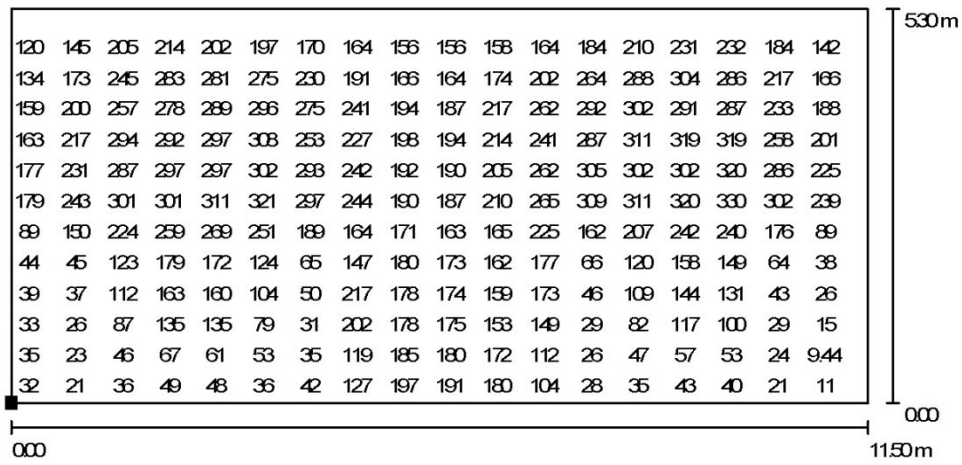 5.30 m
120 145 205 214 202 197 170 164 156 156 158 164 184 210 231 232 184 142
134 173 245 283 281 275 230 191 166 164 174 202 264 288 304 286 217 166
159 200 257 278 289 296 275 241 194 187 217 262 292 302 291 287 233 188
163 217 294 292 297 308 253 227 198 194 214 241 287 311 319 319 258 201
177 231 287 297 297 302 293 242 192 190 205 262 305 302 302 320 286 225
179 243 301 301 311 321 297 244 190 187 210 265 309 311 320 330 302 239
89 150 224 259 269 251 189 164 171 163 165 225 162 207 242 240 176 89
44 45 123 179 172 124 65 147 180 173 162 177 66 120 158 149 64 38
39 37 112 163 160 104 50 217 178 174 159 173 46 109 144 131 43 26
33 26 87 135 135 79 31 202 178 175 153 149 29 82 117 100 29 15
35 23 46 67 61 53 35 119 185 180 172 112 26 47 57 53 24 9.44
32 21 36 49 48 36 42 127 197 191 180 104 28 35 43 40 21 11
0.00
0.00 11.50 m